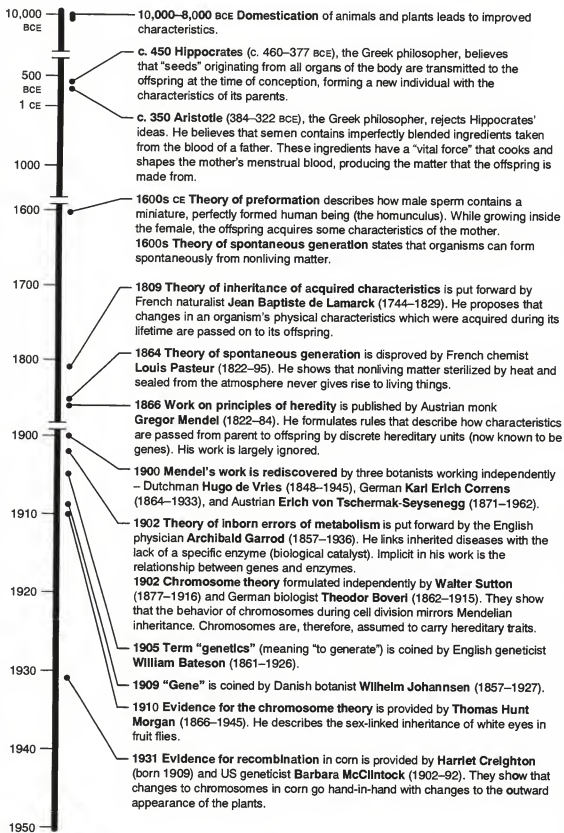 10,000
BCE
10,000–8,000 BCE Domestication of animals and plants leads to improved
characteristics.
c. 450 Hippocrates (c. 460–377 BCE), the Greek philosopher, believes
that “seeds” originating from all organs of the body are transmitted to the
offspring at the time of conception, forming a new individual with the
characteristics of its parents.
500
BCE
1 CE
c. 350 Aristotle (384–322 BCE), the Greek philosopher, rejects Hippocrates’
ideas. He believes that semen contains imperfectly blended ingredients taken
from the blood of a father. These ingredients have a “vital force” that cooks and
shapes the mother’s menstrual blood, producing the matter that the offspring is
made from.
1000
1600
1600s CE Theory of preformation describes how male sperm contains a
miniature, perfectly formed human being (the homunculus). While growing inside
the female, the offspring acquires some characteristics of the mother.
1600s Theory of spontaneous generation states that organisms can form
spontaneously from nonliving matter.
1700
1809 Theory of inheritance of acquired characteristics is put forward by
French naturalist Jean Baptiste de Lamarck (1744–1829). He proposes that
changes in an organism’s physical characteristics which were acquired during its
lifetime are passed on to its offspring.
1800
1864 Theory of spontaneous generation is disproved by French chemist
Louis Pasteur (1822–95). He shows that nonliving matter sterilized by heat and
sealed from the atmosphere never gives rise to living things.
1866 Work on principles of heredity is published by Austrian monk
Gregor Mendel (1822–84). He formulates rules that describe how characteristics
are passed from parent to offspring by discrete hereditary units (now known to be
genes). His work is largely ignored.
1900
1900 Mendel’s work is rediscovered by three botanists working independently
– Dutchman Hugo de Vries (1848–1945), German Karl Erich Correns
(1864–1933), and Austrian Erich von Tschermak-Seysenegg (1871–1962).
1910
1902 Theory of inborn errors of metabolism is put forward by the English
physician Archibald Garrod (1857–1936). He links inherited diseases with the
lack of a specific enzyme (biological catalyst). Implicit in his work is the
relationship between genes and enzymes.
1902 Chromosome theory formulated independently by Walter Sutton
(1877–1916) and German biologist Theodor Boveri (1862–1915). They show
that the behavior of chromosomes during cell division mirrors Mendelian
inheritance. Chromosomes are, therefore, assumed to carry hereditary traits.
1920
1905 Term “genetics” (meaning “to generate”) is coined by English geneticist
William Bateson (1861–1926).
1930
1909 “Gene” is coined by Danish botanist Wilhelm Johannsen (1857–1927).
1910 Evidence for the chromosome theory is provided by Thomas Hunt
Morgan (1866–1945). He describes the sex-linked inheritance of white eyes in
fruit flies.
1940
1931 Evidence for recombination in corn is provided by Harriet Creighton
(born 1909) and US geneticist Barbara McClintock (1902–92). They show that
changes to chromosomes in corn go hand-in-hand with changes to the outward
appearance of the plants.
1950